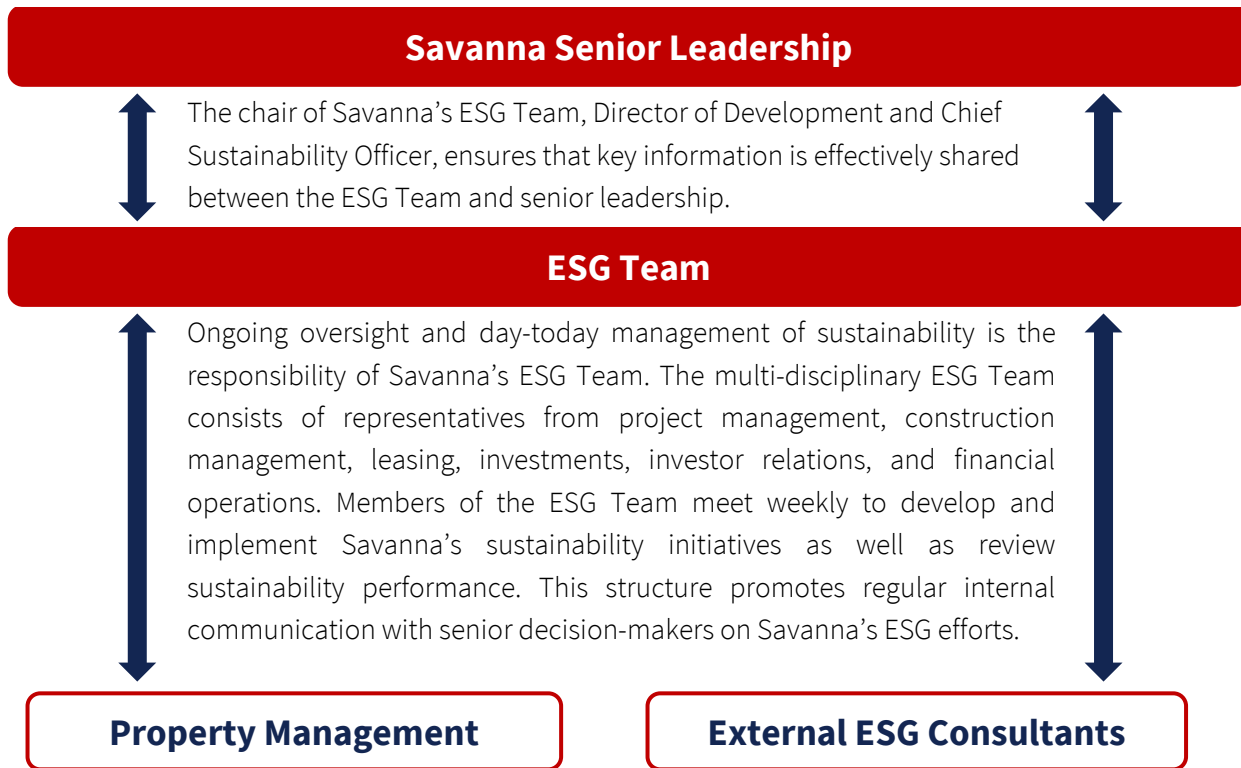 Savanna Senior Leadership
The chair of Savanna’s ESG Team, Director of Development and Chief
Sustainability Officer, ensures that key information is effectively shared
between the ESG Team and senior leadership.
ESG Team
Ongoing oversight and day-today management of sustainability is the
responsibility of Savanna’s ESG Team. The multi-disciplinary ESG Team
consists of representatives from project management, construction
management, leasing, investments, investor relations, and financial
operations. Members of the ESG Team meet weekly to develop and
implement Savanna’s sustainability initiatives as well as review
sustainability performance. This structure promotes regular internal
communication with senior decision-makers on Savanna’s ESG efforts.
Property Management
External ESG Consultants